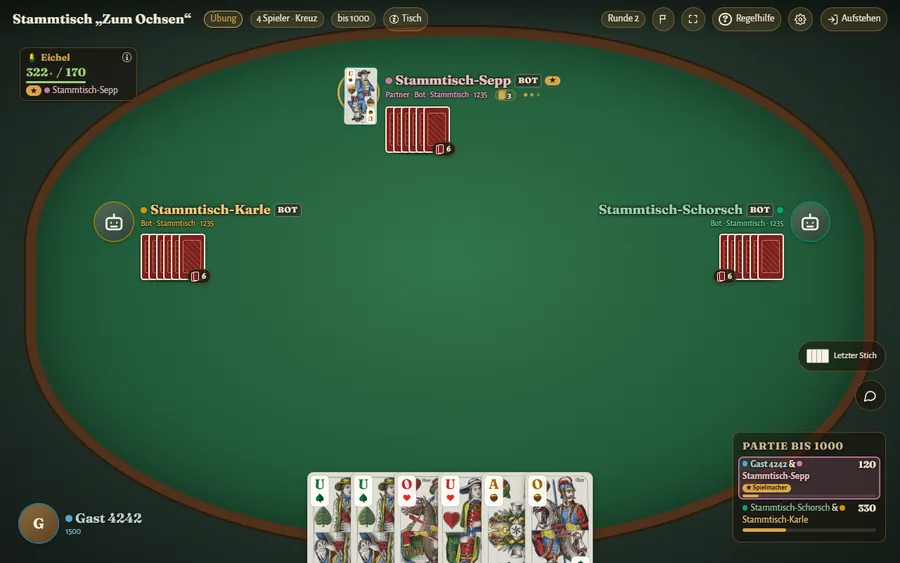 Stammtisch „Zum Ochsen“
Übung
4 Spieler · Kreuz
bis 1000
Tisch
Runde 2
Regelhilfe
Aufstehen
Eichel
322 · / 170
Stammtisch-Sepp
U
Stammtisch-Sepp BOT
Partner · Bot · Stammtisch · 1235
3
6
Stammtisch-Karle BOT
Bot · Stammtisch · 1235
6
Stammtisch-Schorsch BOT
Bot · Stammtisch · 1235
6
Letzter Stich
PARTIE BIS 1000
Gast 4242 & Stammtisch-Sepp 120
Spielmacher
Stammtisch-Schorsch & Stammtisch-Karle 330
U U O U A O
G
Gast 4242
1500